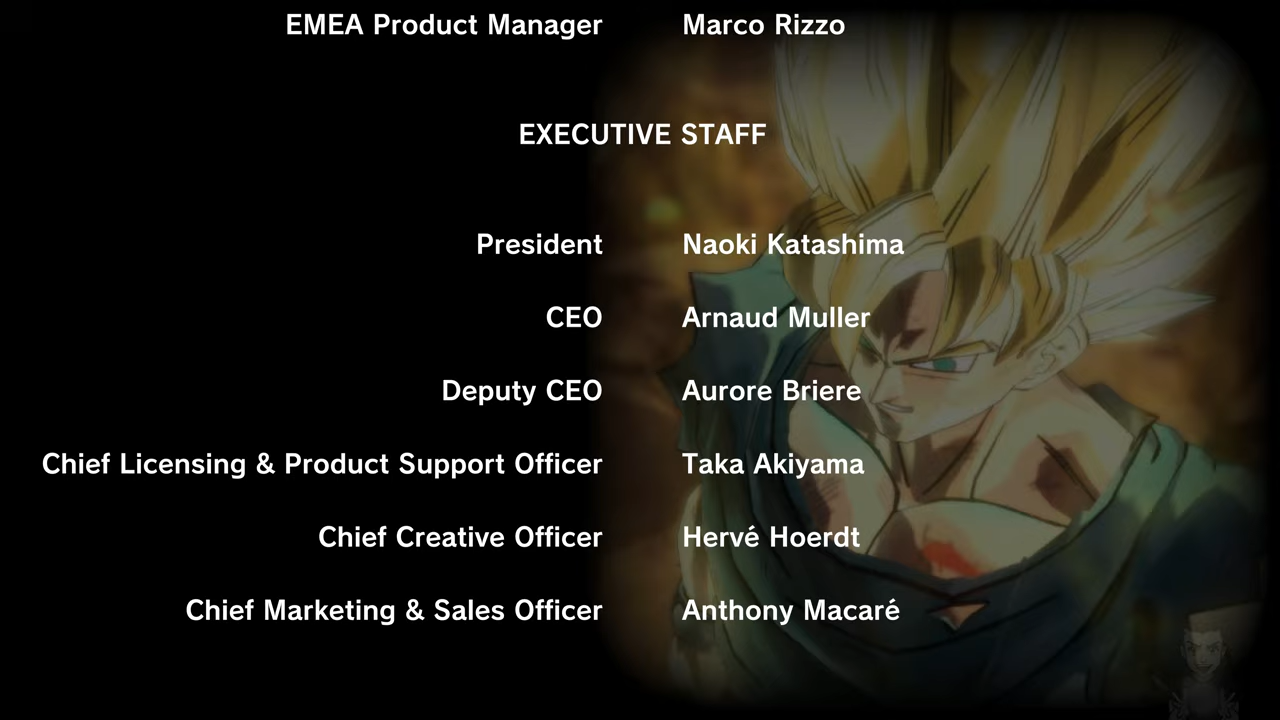 EMEA Product Manager Marco Rizzo
EXECUTIVE STAFF
President Naoki Katashima
CEO Arnaud Muller
Deputy CEO Aurore Briere
Chief Licensing & Product Support Officer Taka Akiyama
Chief Creative Officer Hervé Hoerdt
Chief Marketing & Sales Officer Anthony Macaré